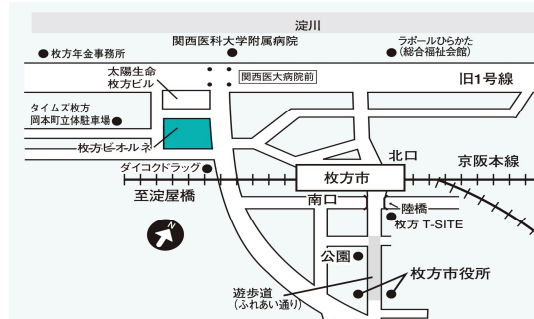 淀川
関西医科大学附属病院
ラポールひらかた
(総合福祉会館)
枚方年金事務所
太陽生命
枚方ビル
関西医大病院前
旧1号線
タイムズ枚方
岡本町立体駐車場
枚方ビオルネ
ダイコクドラッグ
北口
京阪本線
枚方市
至淀屋橋
南口
陸橋
枚方 T-SITE
N
公園
枚方市役所
遊歩道
(ふれあい通り)